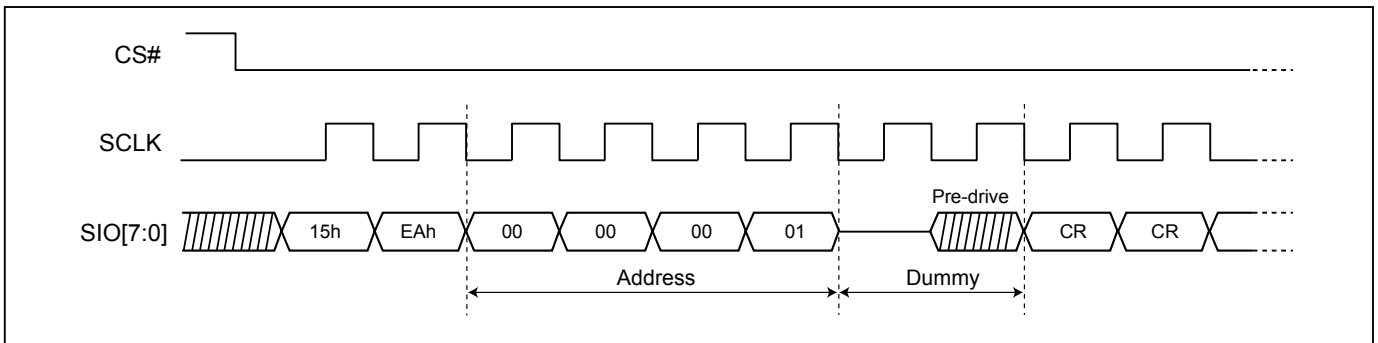 CS#
SCLK
Pre-drive
SIO[7:0] 15h EAh 00 00 00 01 CR CR
Address Dummy